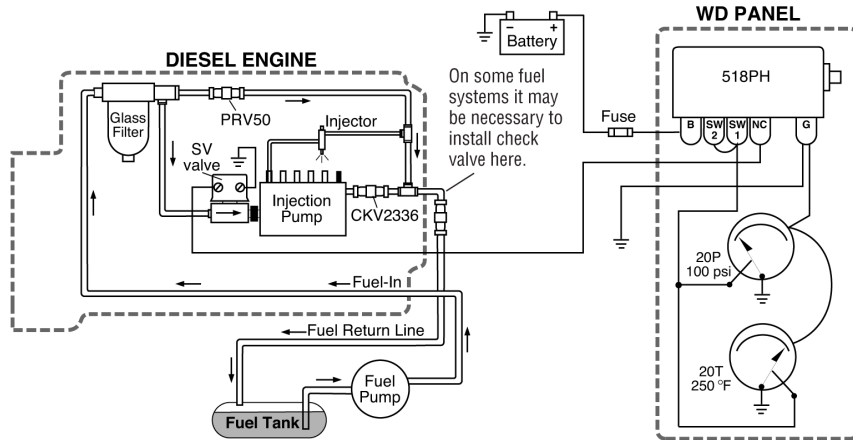 WD PANEL
DIESEL ENGINE
− +
Battery
518PH
On some fuel
systems it may
be necessary to
install check
valve here.
Glass
Filter
PRV50
Injector
Fuse
B
SW
2
SW
1
NC
G
SV
valve
Injection
Pump
CKV2336
20P
100 psi
Fuel-In
Fuel Return Line
Fuel
Pump
20T
250 °F
Fuel Tank